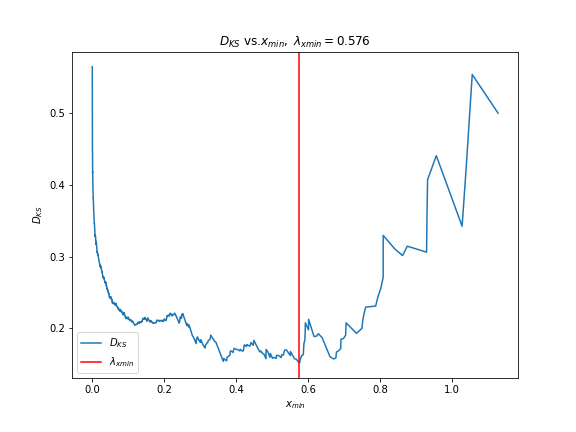 D_KS vs.x_min, λ_xmin = 0.576
D_KS
0.5
0.4
0.3
0.2
D_KS
λ_xmin
0.0 0.2 0.4 0.6 0.8 1.0
x_min